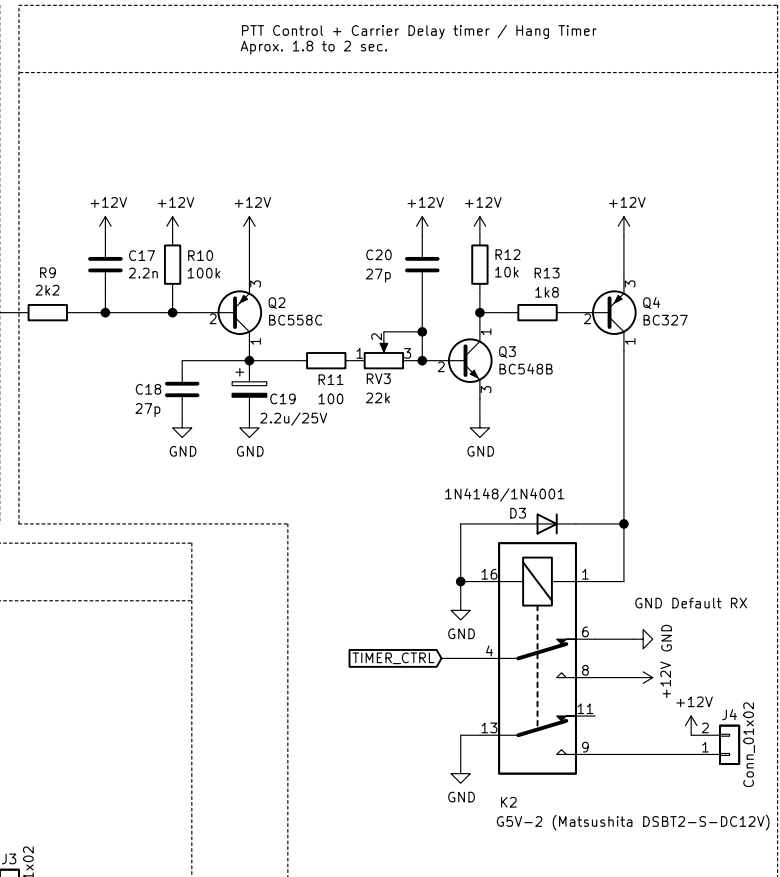 PTT Control + Carrier Delay timer / Hang Timer
Aprox. 1.8 to 2 sec.
+12V
+12V
+12V
+12V
+12V
+12V
C17
2.2n
R10
100k
C20
27p
R12
10k
R9
2k2
R13
1k8
3
Q2
BC558C
2
1
3
Q4
BC327
2
1
2
1
3
1
Q3
BC548B
2
3
+
C18
27p
C19
2.2u/25V
R11
100
RV3
22k
GND
GND
GND
1N4148/1N4001
D3
16
1
GND
GND Default RX
6
GND
TIMER_CTRL
4
8
+12V
+12V
11
J4
13
2
1
9
Conn_01x02
GND
K2
G5V-2 (Matsushita DSBT2-S-DC12V)
J3
1x02